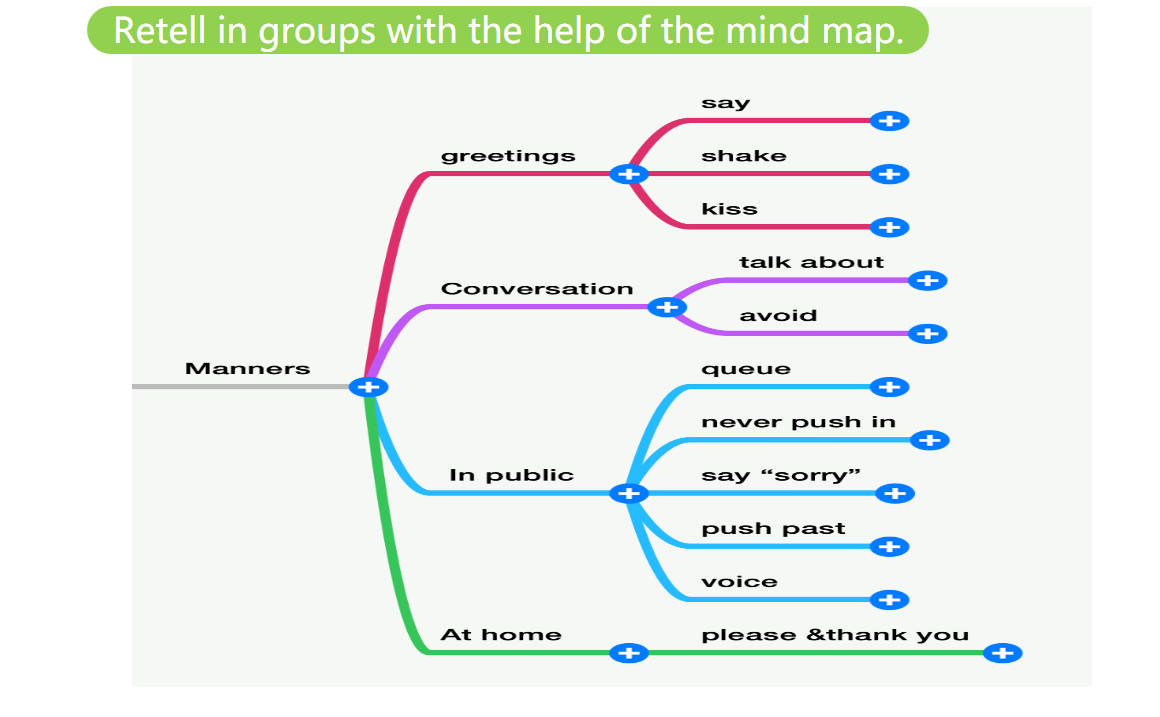 Retell in groups with the help of the mind map.
say
greetings
shake
kiss
talk about
Conversation
avoid
Manners
queue
never push in
In public
say “sorry”
push past
voice
At home
please &thank you